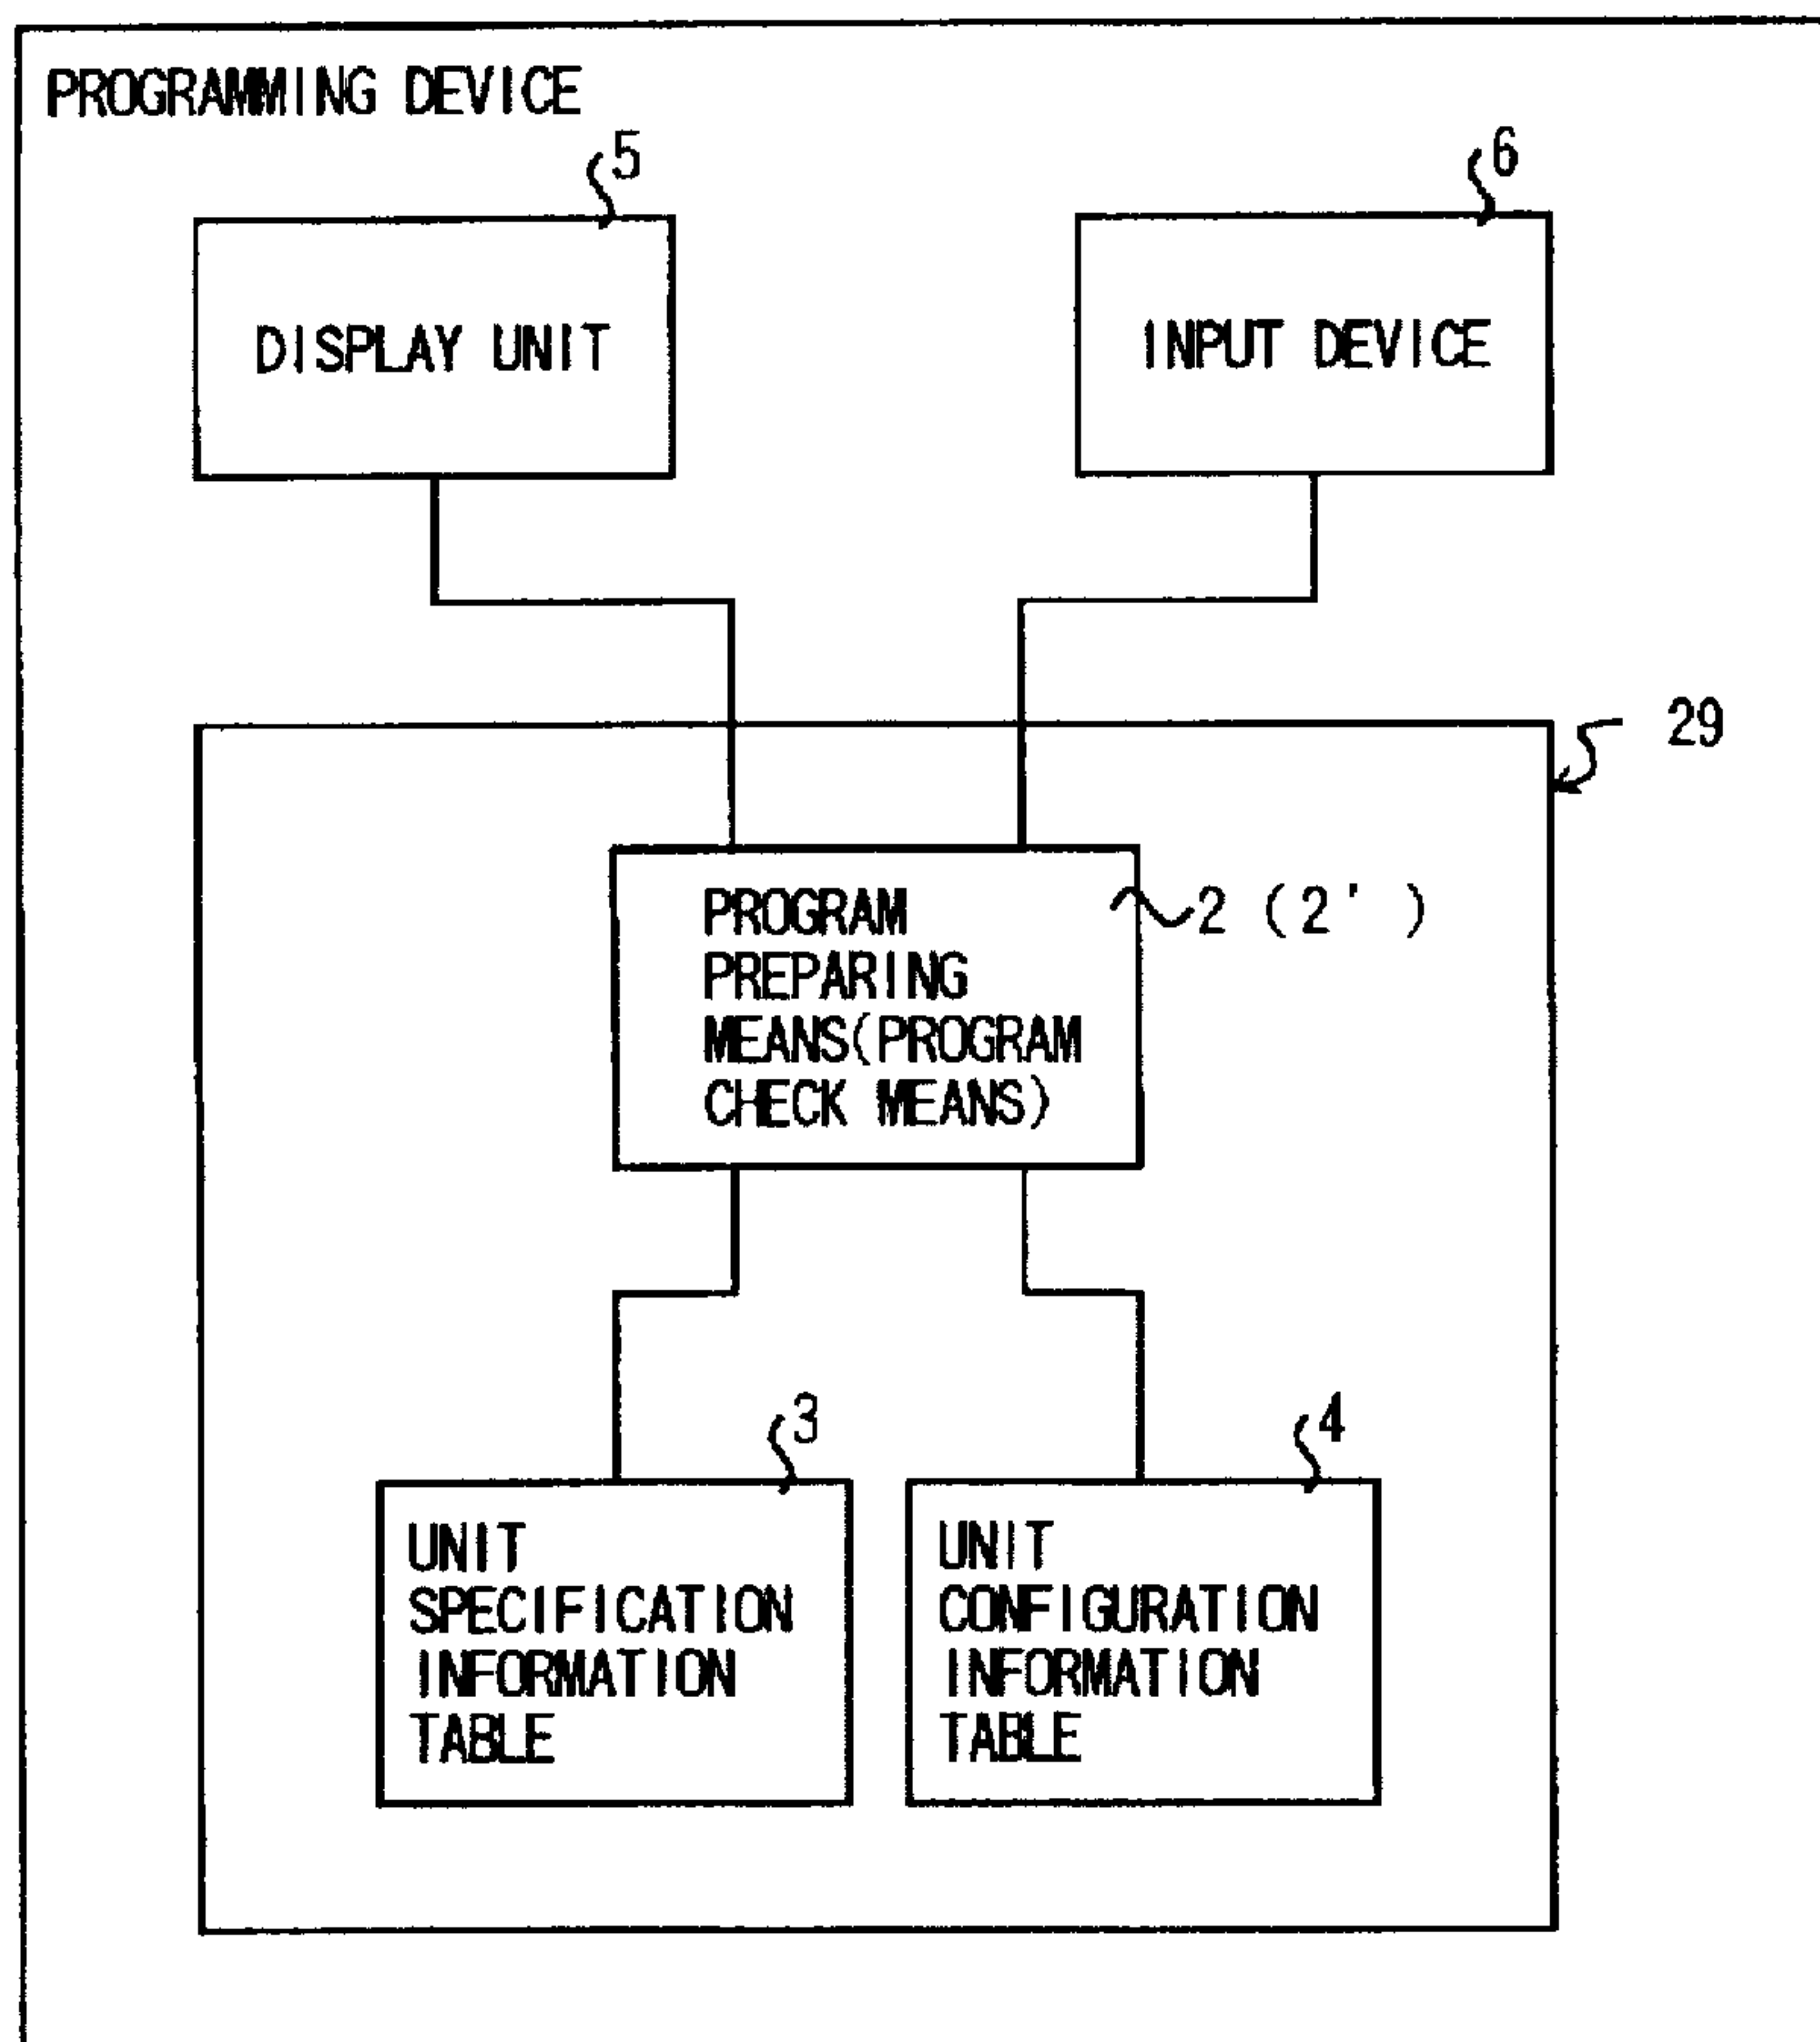 PROGRAMMING DEVICE
5
6
DISPLAY UNIT
INPUT DEVICE
29
PROGRAM
PREPARING
MEANS(PROGRAM
CHECK MEANS)
2 (2')
3
4
UNIT
SPECIFICATION
INFORMATION
TABLE
UNIT
CONFIGURATION
INFORMATION
TABLE